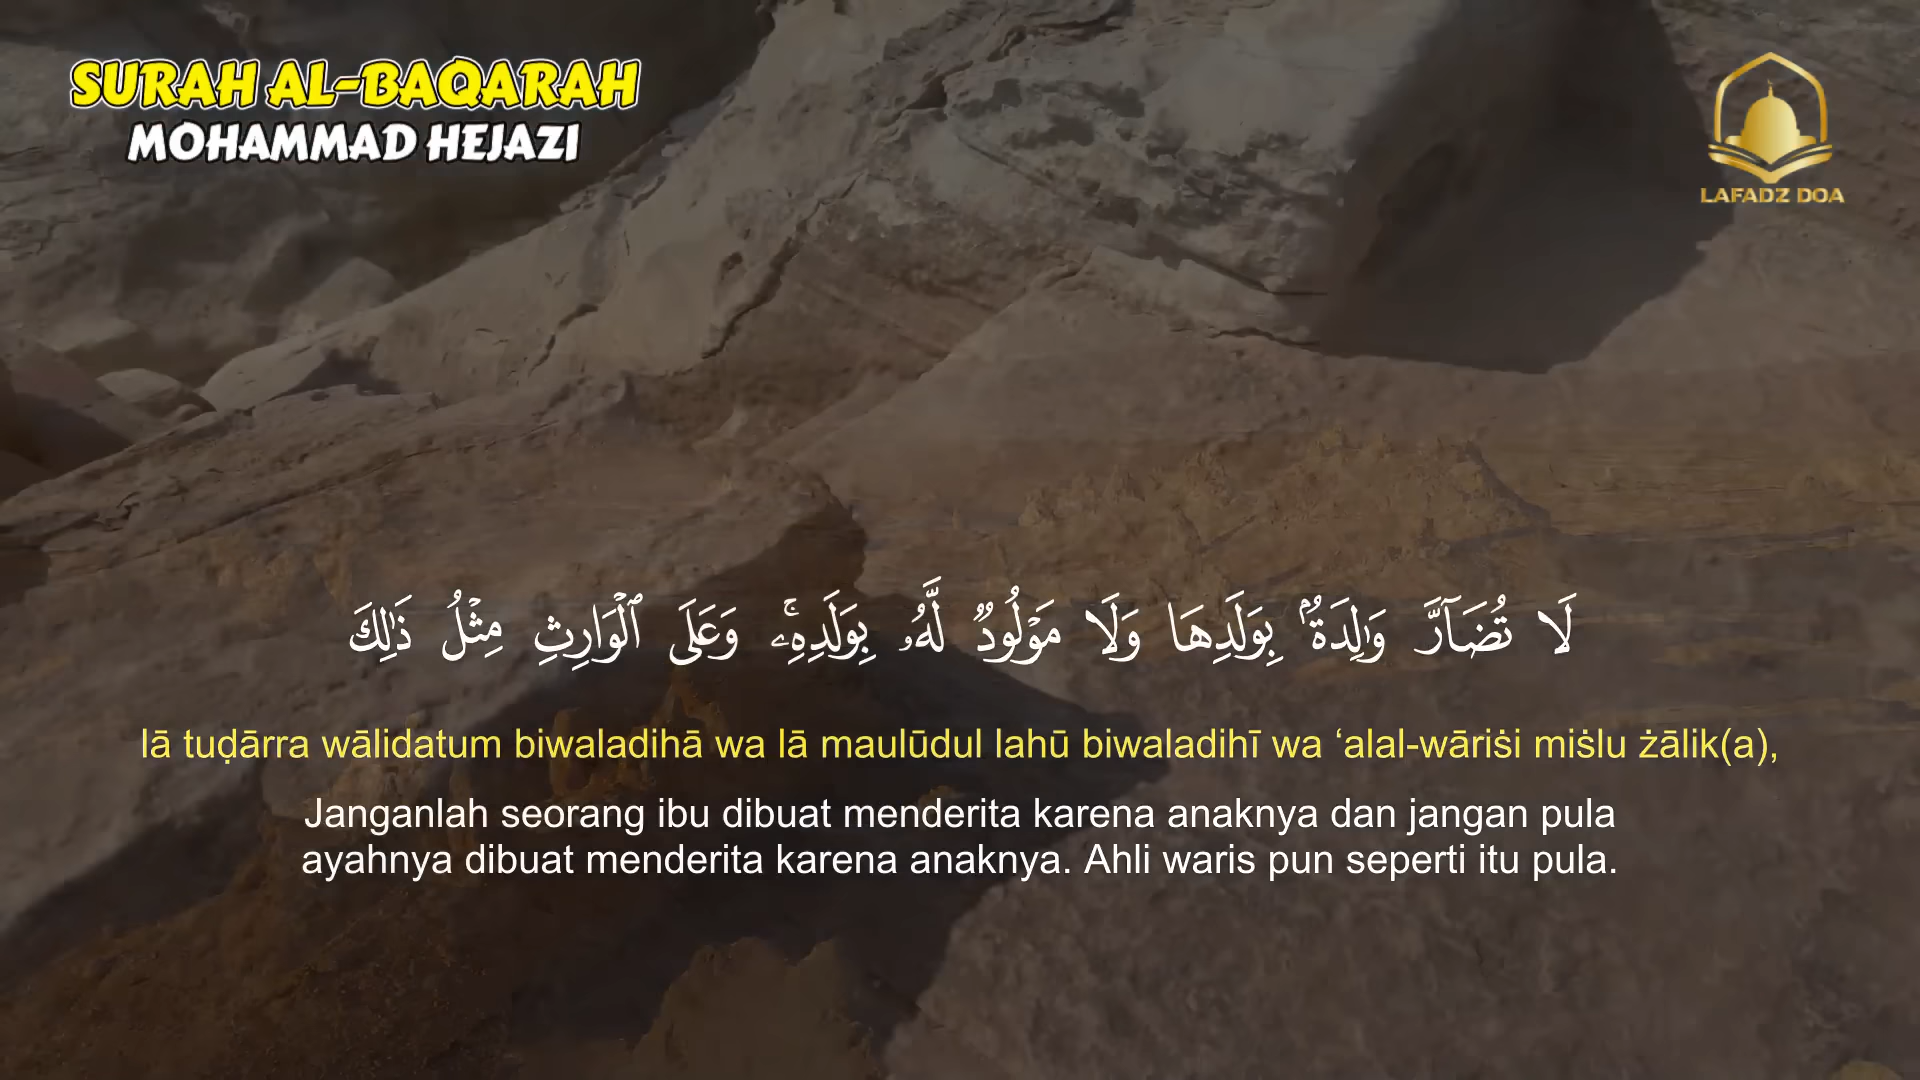 SURAH AL-BAQARAH
MOHAMMAD HEJAZI
LAFADZ DOA
لَا تُضَآرَّ وَٰلِدَةٌۢ بِوَلَدِهَا وَلَا مَوْلُودٌ لَّهُۥ بِوَلَدِهِۦۚ وَعَلَى ٱلْوَارِثِ مِثْلُ ذَٰلِكَ
lā tuḍārra wālidatum biwaladihā wa lā maulūdul lahū biwaladihī wa ‘alal-wāriṡi miṡlu żālik(a),
Janganlah seorang ibu dibuat menderita karena anaknya dan jangan pula
ayahnya dibuat menderita karena anaknya. Ahli waris pun seperti itu pula.